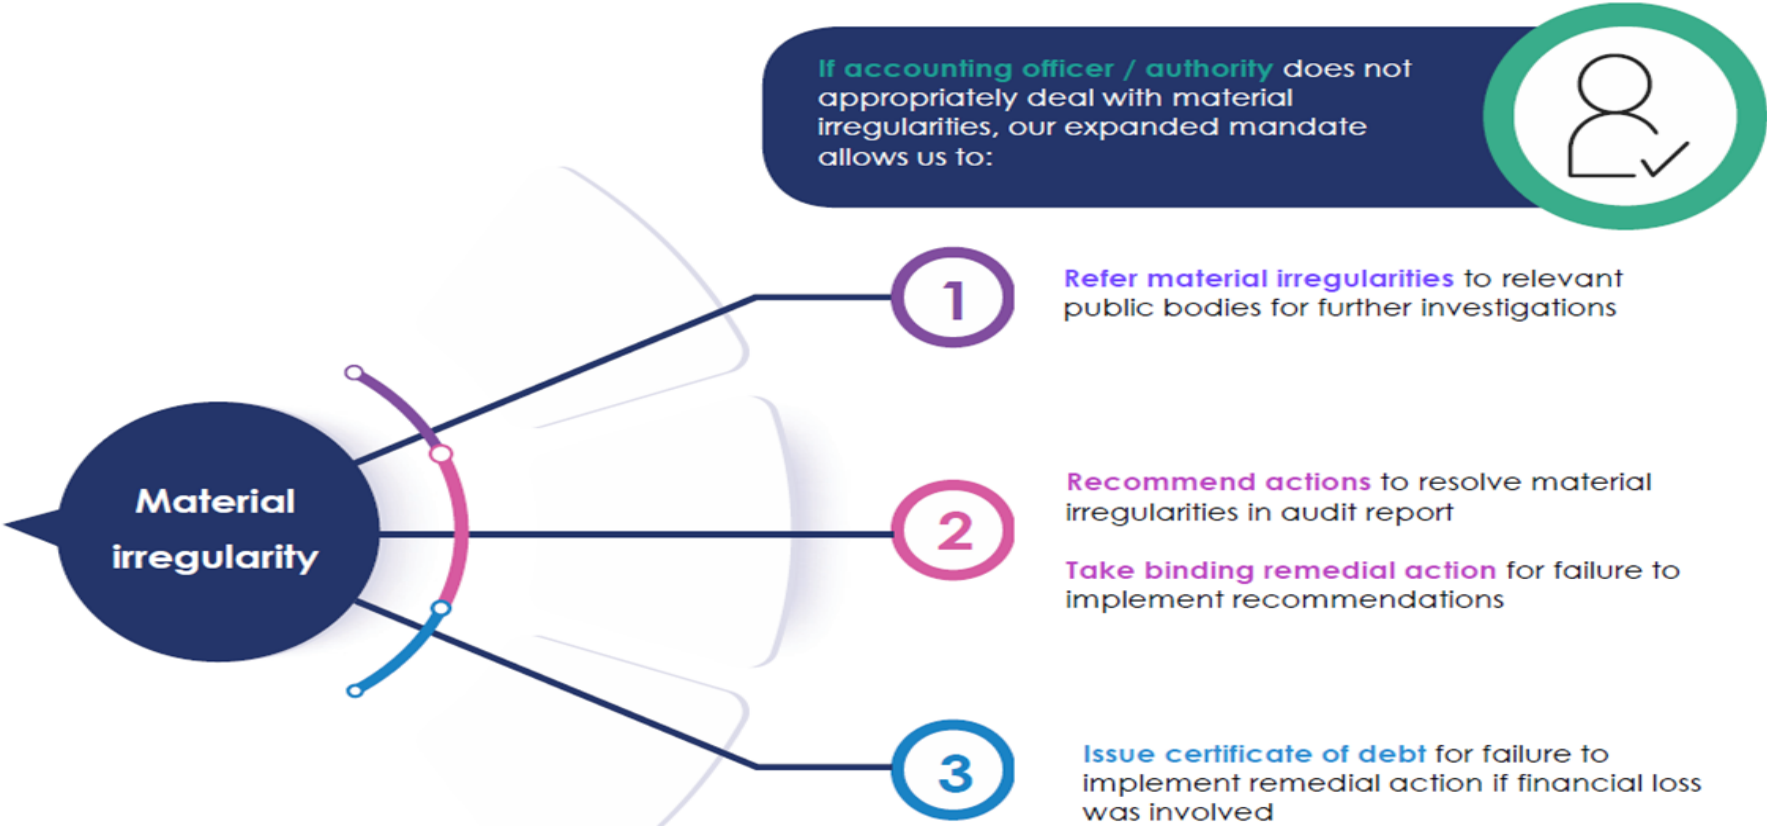 If accounting officer / authority does not
appropriately deal with material
irregularities, our expanded mandate
allows us to:
1
Refer material irregularities to relevant
public bodies for further investigations
Material
irregularity
2
Recommend actions to resolve material
irregularities in audit report
Take binding remedial action for failure to
implement recommendations
3
Issue certificate of debt for failure to
implement remedial action if financial loss
was involved